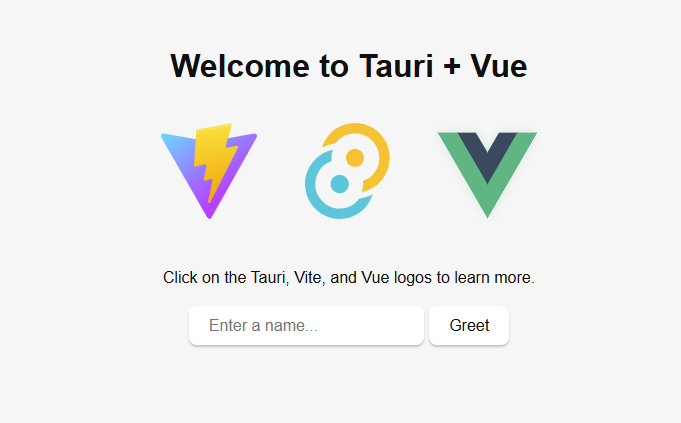 Welcome to Tauri + Vue
Click on the Tauri, Vite, and Vue logos to learn more.
Enter a name... Greet